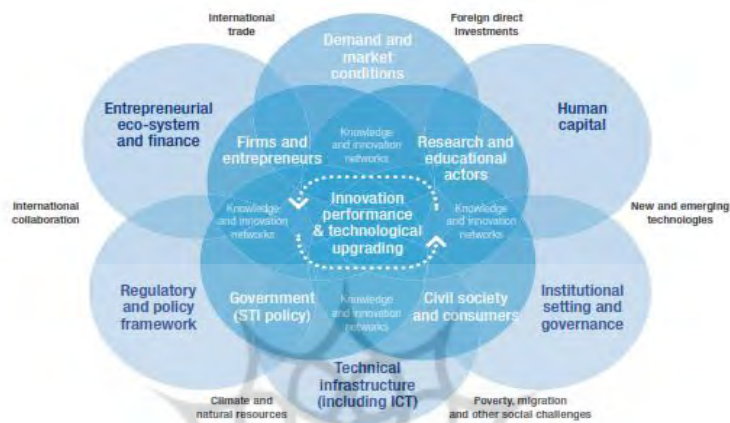 International
trade
Foreign direct
investments
Demand and
market
conditions
Entrepreneurial
eco-system
and finance
Human
capital
Firms and
entrepreneurs
Knowledge
and innovation
networks
Research and
educational
actors
International
collaboration
Knowledge
and innovation
networks
Innovation
performance
& technological
upgrading
Knowledge
and innovation
networks
New and emerging
technologies
Regulatory
and policy
framework
Government
(STI policy)
Knowledge
and innovation
networks
Civil society
and consumers
Institutional
setting and
governance
Technical
infrastructure
(including ICT)
Climate and
natural resources
Poverty, migration
and other social challenges